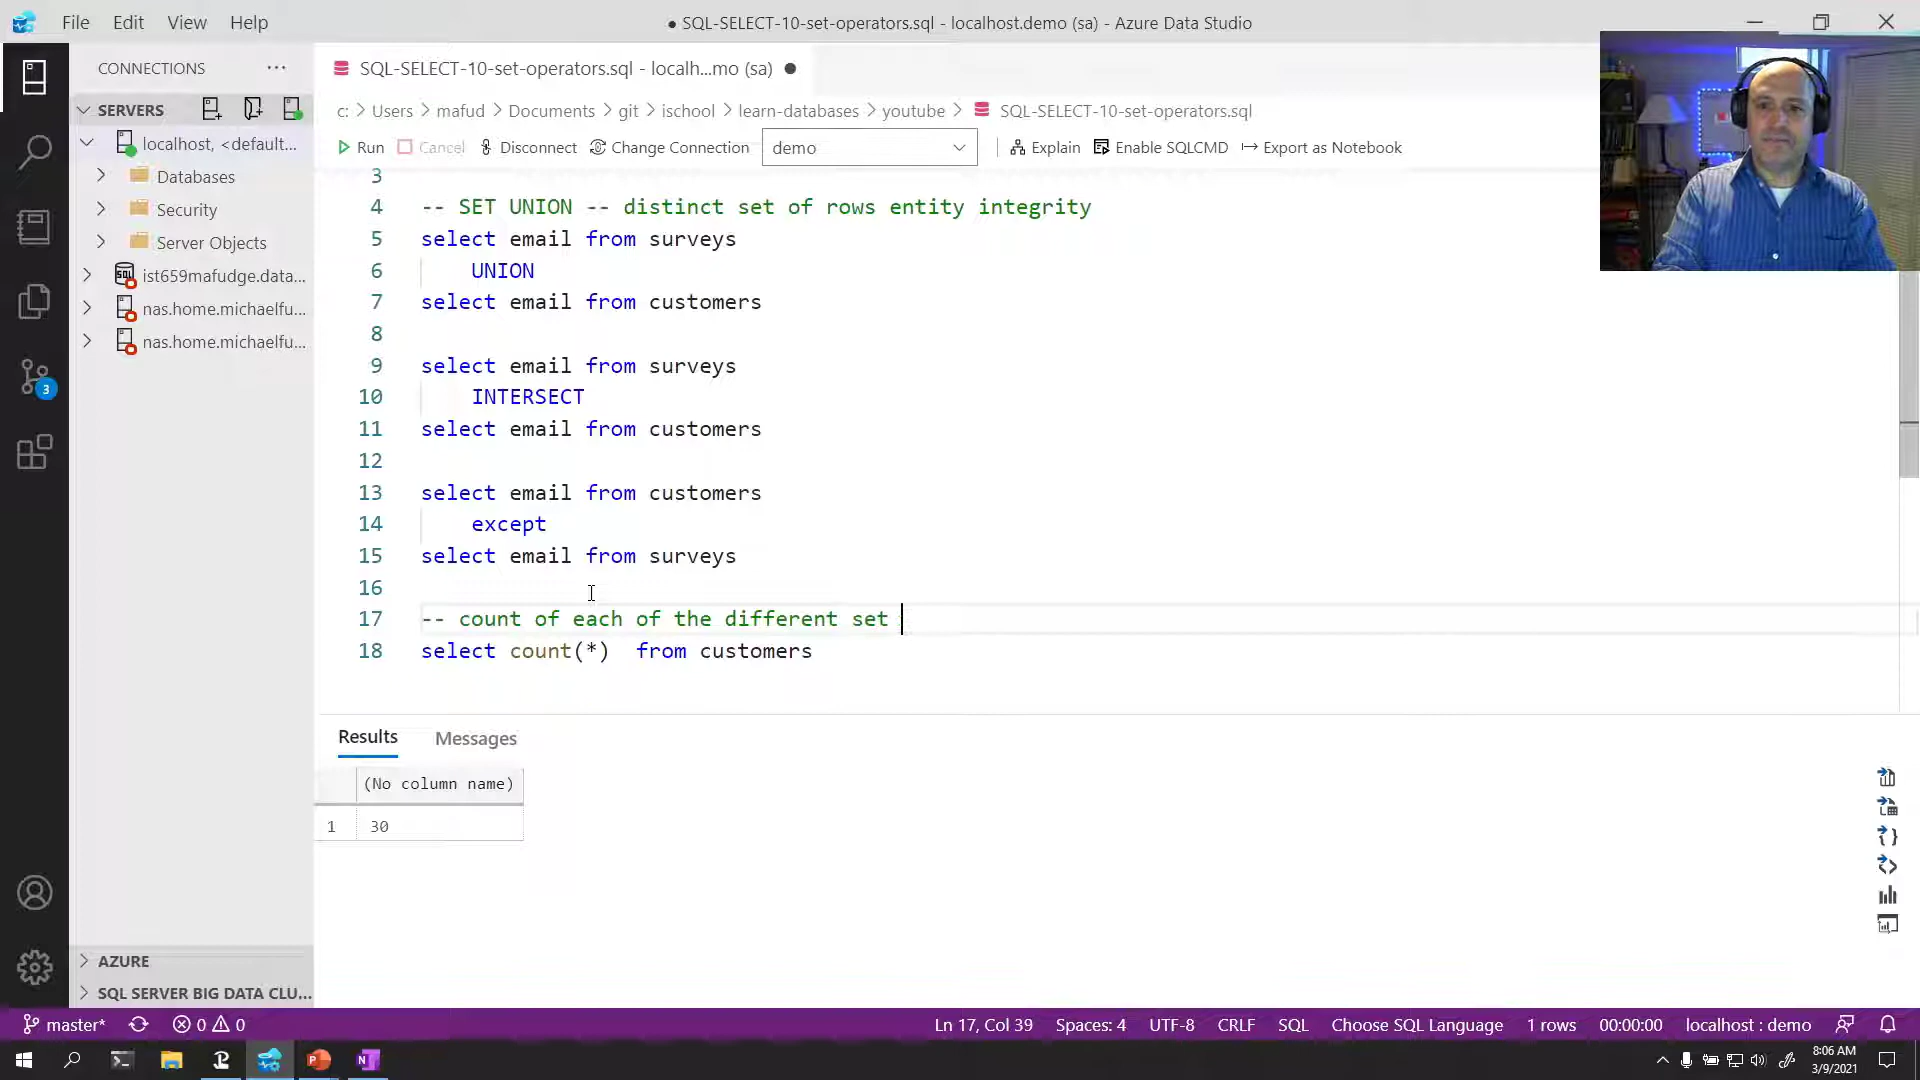 File Edit View Help
● SQL-SELECT-10-set-operators.sql - localhost.demo (sa) - Azure Data Studio
CONNECTIONS ...
SERVERS
localhost, <default...
Databases
Security
Server Objects
ist659mafudge.data...
nas.home.michaelfu...
nas.home.michaelfu...
AZURE
SQL SERVER BIG DATA CLU...
3
SQL-SELECT-10-set-operators.sql - localh...mo (sa) ●
c: > Users > mafud > Documents > git > ischool > learn-databases > youtube > SQL-SELECT-10-set-operators.sql
Run Cancel Disconnect Change Connection demo Explain Enable SQLCMD Export as Notebook
3
4 -- SET UNION -- distinct set of rows entity integrity
5 select email from surveys
6 UNION
7 select email from customers
8
9 select email from surveys
10 INTERSECT
11 select email from customers
12
13 select email from customers
14 except
15 select email from surveys
16
17 -- count of each of the different set
18 select count(*)  from customers
Results Messages
(No column name)
1 30
master* 0 0 Ln 17, Col 39 Spaces: 4 UTF-8 CRLF SQL Choose SQL Language 1 rows 00:00:00 localhost : demo
8:06 AM
3/9/2021